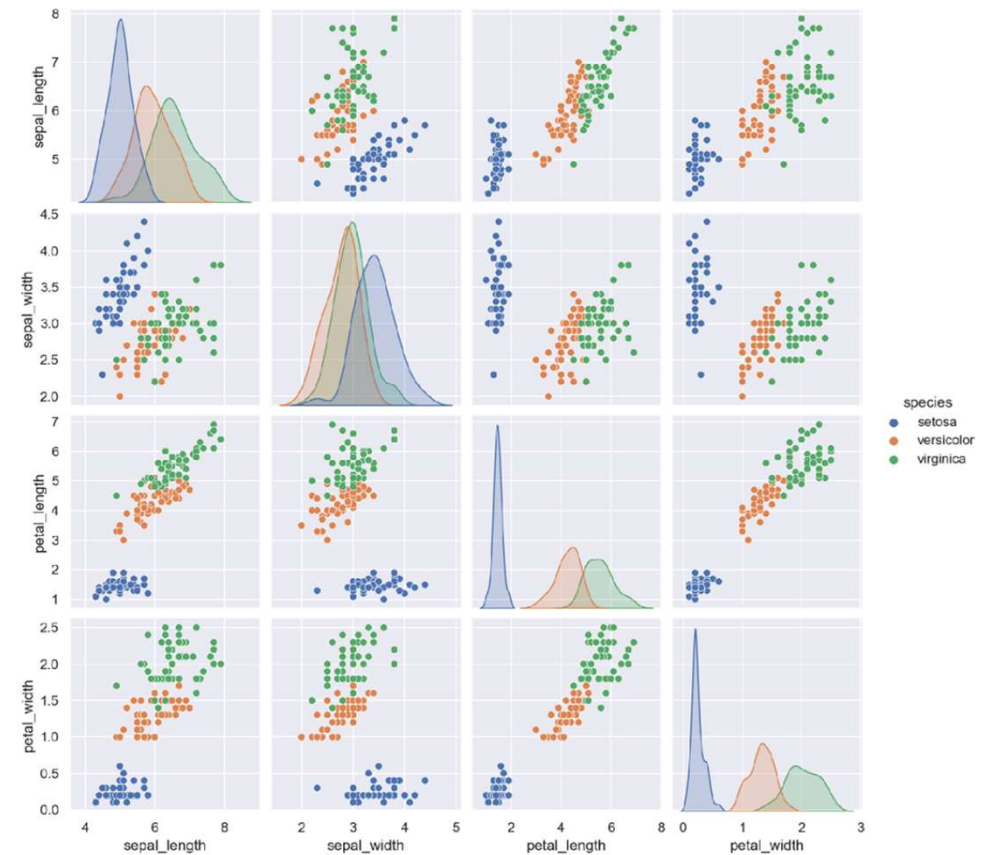 8
7
6
5
sepal_length
4.5
4.0
3.5
3.0
2.5
2.0
sepal_width
species
setosa
versicolor
virginica
7
6
5
4
3
2
1
petal_length
2.5
2.0
1.5
1.0
0.5
0.0
petal_width
4 6 8
2 3 4 5
2 4 6 8
0 1 2 3
sepal_length
sepal_width
petal_length
petal_width